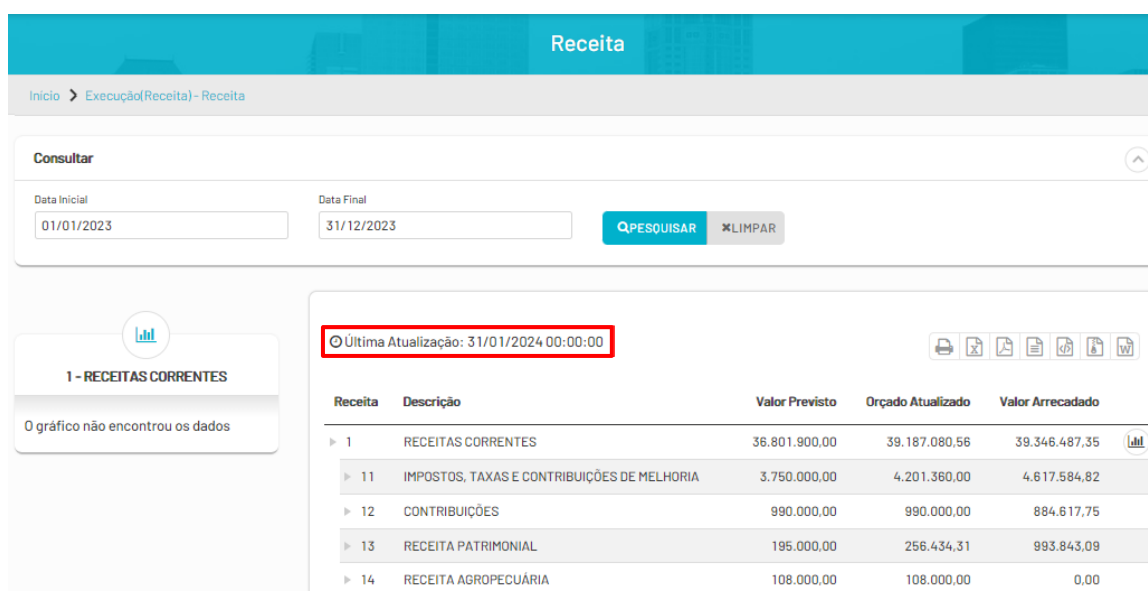 Receita
Início > Execução(Receita) - Receita
Consultar
Data Inicial Data Final
01/01/2023 31/12/2023 PESQUISAR LIMPAR
Última Atualização: 31/01/2024 00:00:00
1 - RECEITAS CORRENTES
O gráfico não encontrou os dados
Receita Descrição Valor Previsto Orçado Atualizado Valor Arrecadado
1 RECEITAS CORRENTES 36.801.900,00 39.187.080,56 39.346.487,35
11 IMPOSTOS, TAXAS E CONTRIBUIÇÕES DE MELHORIA 3.750.000,00 4.201.360,00 4.617.584,82
12 CONTRIBUIÇÕES 990.000,00 990.000,00 884.617,75
13 RECEITA PATRIMONIAL 195.000,00 256.434,31 993.843,09
14 RECEITA AGROPECUÁRIA 108.000,00 108.000,00 0,00